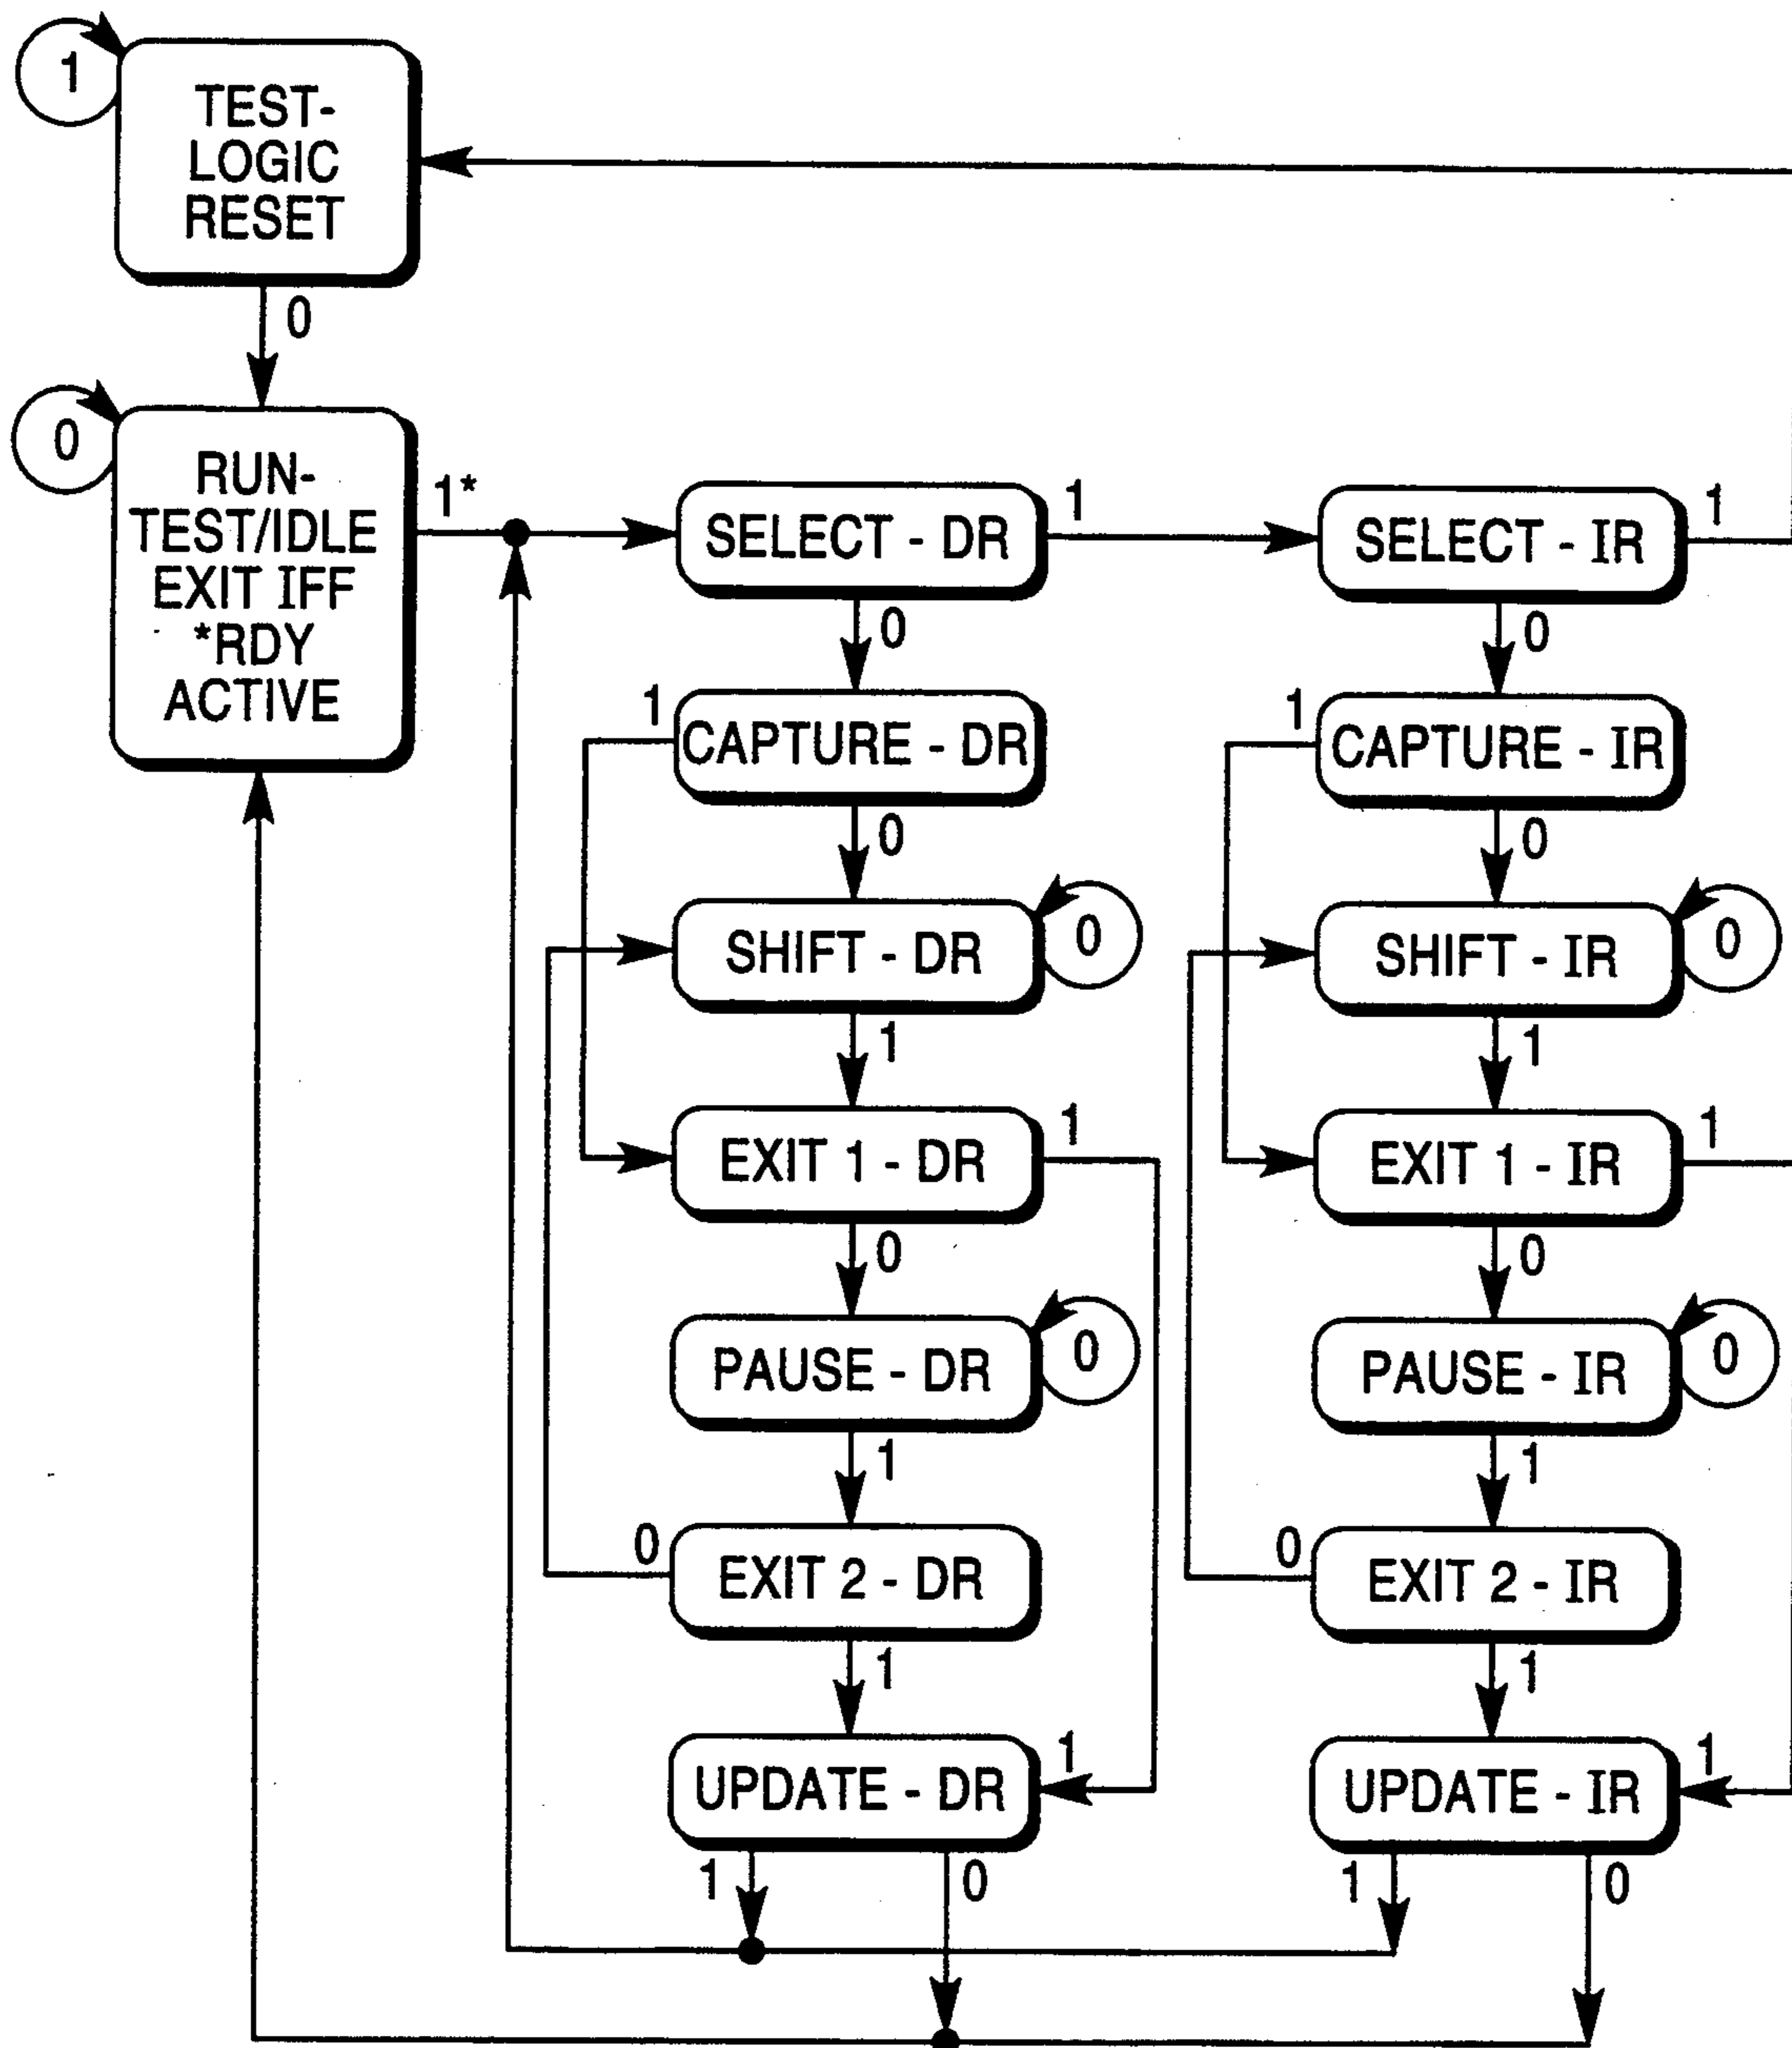 1
TEST-
LOGIC
RESET
0
0
RUN-
TEST/IDLE
EXIT IFF
*RDY
ACTIVE
1*
SELECT - DR
1
SELECT - IR
1
0
0
1
CAPTURE - DR
1
CAPTURE - IR
0
0
SHIFT - DR
0
SHIFT - IR
0
1
1
EXIT 1 - DR
1
EXIT 1 - IR
1
0
0
PAUSE - DR
0
PAUSE - IR
0
1
1
0
EXIT 2 - DR
0
EXIT 2 - IR
1
1
UPDATE - DR
1
UPDATE - IR
1
1
0
1
0